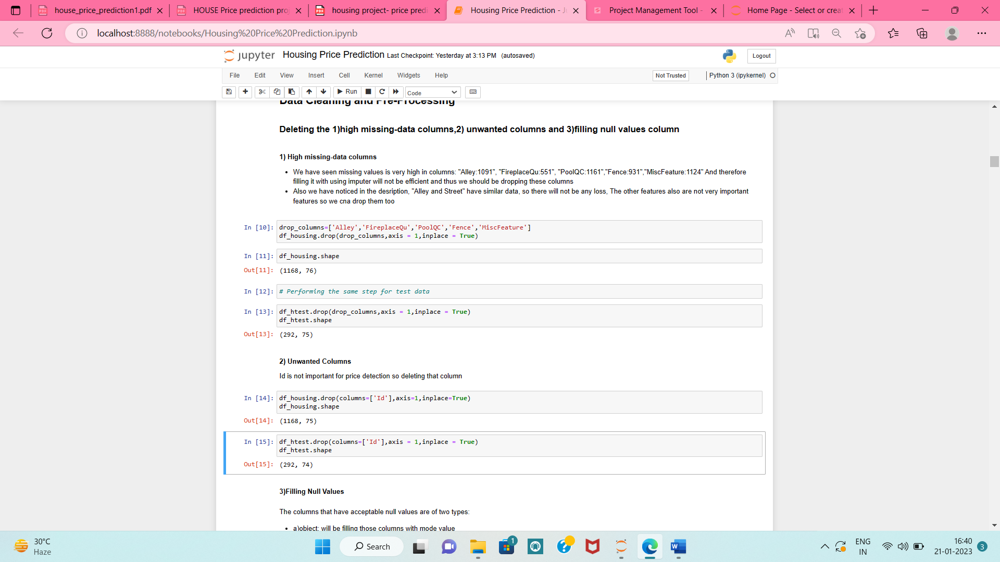 house_price_prediction1.pdf
HOUSE Price prediction pro
housing project- price predi
Housing Price Prediction - J
Project Management Tool -
Home Page - Select or crea
localhost:8888/notebooks/Housing%20Price%20Prediction.ipynb
jupyter Housing Price Prediction Last Checkpoint: Yesterday at 3:13 PM (autosaved)
Logout
File Edit View Insert Cell Kernel Widgets Help
Not Trusted
Python 3 (ipykernel)
Run
Code
Data Cleaning and Pre-Processing
Deleting the 1)high missing-data columns,2) unwanted columns and 3)filling null values column
1) High missing-data columns
• We have seen missing values is very high in columns: "Alley:1091", "FireplaceQu:551", "PoolQC:1161","Fence:931","MiscFeature:1124" And therefore
filling it with using imputer will not be efficient and thus we should be dropping these columns
• Also we have noticed in the desription, "Alley and Street" have similar data, so there will not be any loss, The other features also are not very important
features so we cna drop them too
In [10]: drop_columns=['Alley','FireplaceQu','PoolQC','Fence','MiscFeature']
df_housing.drop(drop_columns,axis = 1,inplace = True)
In [11]: df_housing.shape
Out[11]: (1168, 76)
In [12]: # Performing the same step for test data
In [13]: df_htest.drop(drop_columns,axis = 1,inplace = True)
df_htest.shape
Out[13]: (292, 75)
2) Unwanted Columns
Id is not important for price detection so deleting that column
In [14]: df_housing.drop(columns=['Id'],axis=1,inplace=True)
df_housing.shape
Out[14]: (1168, 75)
In [15]: df_htest.drop(columns=['Id'],axis = 1,inplace = True)
df_htest.shape
Out[15]: (292, 74)
3)Filling Null Values
The columns that have acceptable null values are of two types:
• a)object: will be filling those columns with mode value
30°C
Haze
Search
1
ENG
IN
16:40
21-01-2023
3